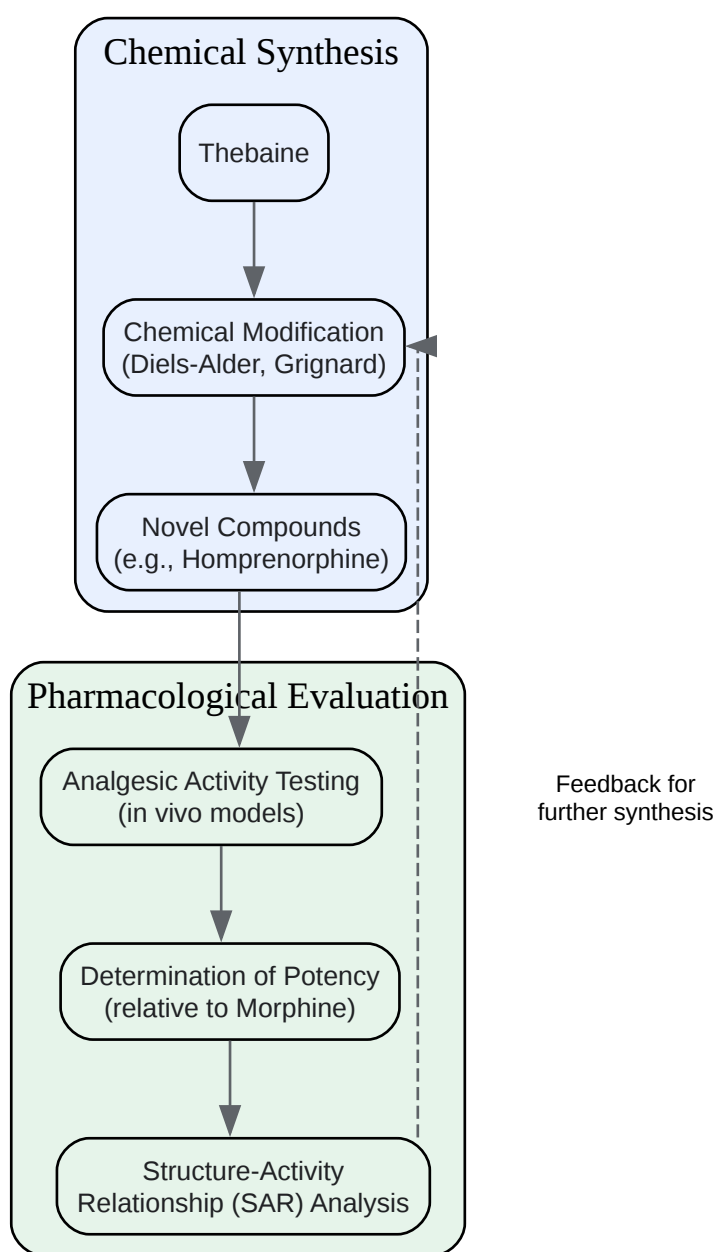 Chemical Synthesis
Thebaine
Chemical Modification
(Diels-Alder, Grignard)
Novel Compounds
(e.g., Homprenorphine)
Pharmacological Evaluation
Analgesic Activity Testing
(in vivo models)
Feedback for
further synthesis
Determination of Potency
(relative to Morphine)
Structure-Activity
Relationship (SAR) Analysis